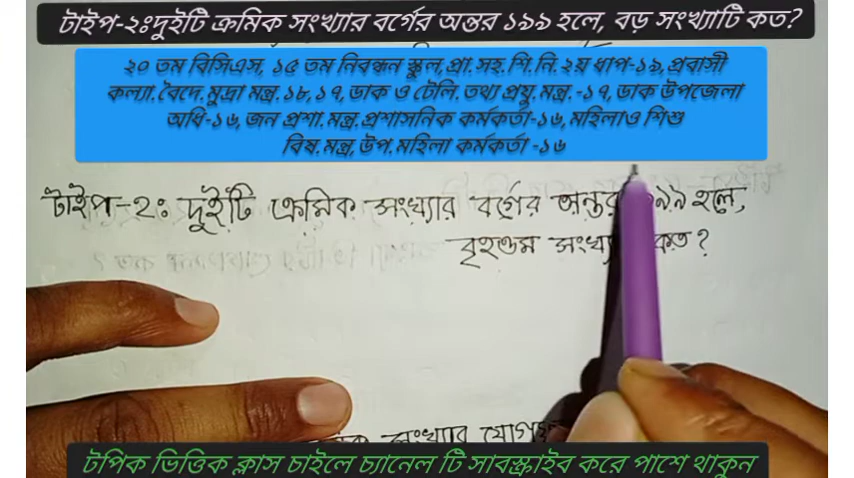 টাইপ-২ঃদুইটি ক্রমিক সংখ্যার বর্গের অন্তর ১৯৯ হলে, বড় সংখ্যাটি কত?
২০ তম বিসিএস, ১৫ তম নিবন্ধন স্কুল,প্রা.সহ.শি.নি.২য় ধাপ-১৯,প্রবাসী
কল্যা.বৈদে.মুদ্রা মন্ত্র.১৮,১৭,ডাক ও টেলি.তথ্য প্রযু.মন্ত্র.-১৭,ডাক উপজেলা
অধি-১৬,জন প্রশা.মন্ত্র.প্রশাসনিক কর্মকর্তা-১৬,মহিলাও শিশু
বিষ.মন্ত্র,উপ.মহিলা কর্মকর্তা -১৬
টাইপ-২ঃ দুইটি ক্রমিক সংখ্যার বর্গের অন্তর ৯৯ হলে,
বৃহত্তম কত?
সংখ্যার
টপিক ভিত্তিক ক্লাস চাইলে চ্যানেল টি সাবস্ক্রাইব করে পাশে থাকুন